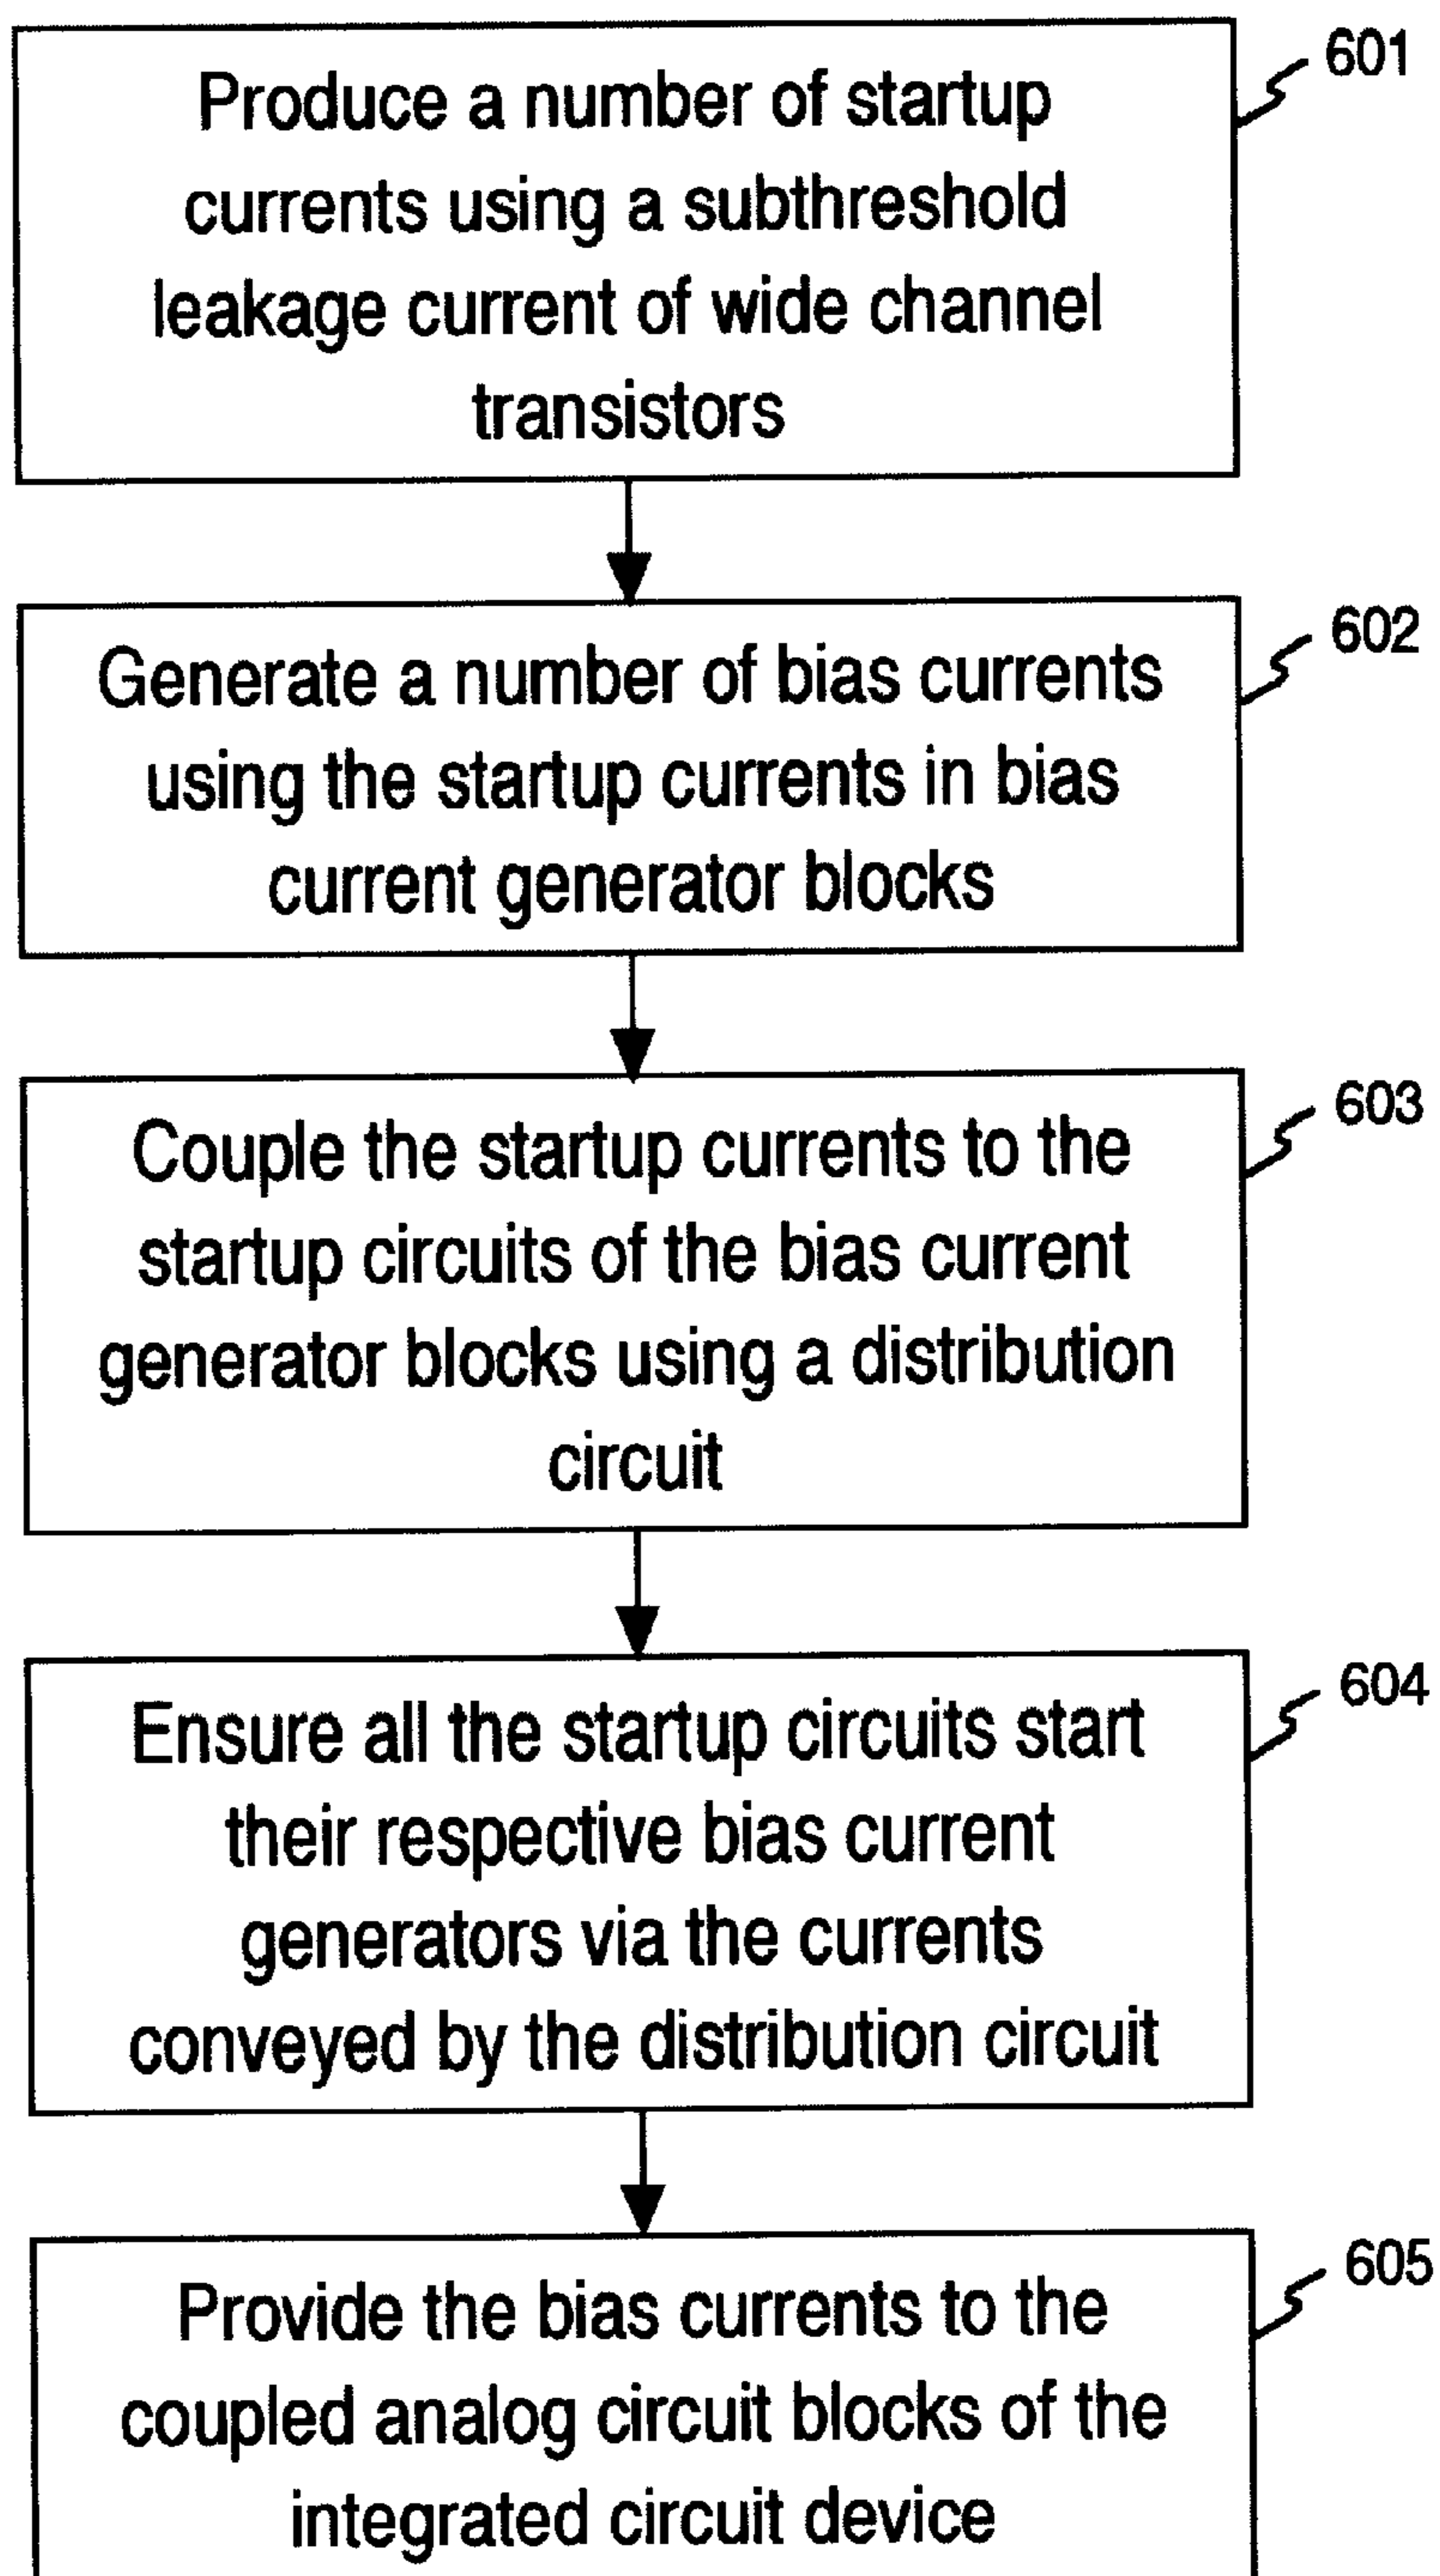 601
Produce a number of startup
currents using a subthreshold
leakage current of wide channel
transistors
602
Generate a number of bias currents
using the startup currents in bias
current generator blocks
603
Couple the startup currents to the
startup circuits of the bias current
generator blocks using a distribution
circuit
604
Ensure all the startup circuits start
their respective bias current
generators via the currents
conveyed by the distribution circuit
605
Provide the bias currents to the
coupled analog circuit blocks of the
integrated circuit device